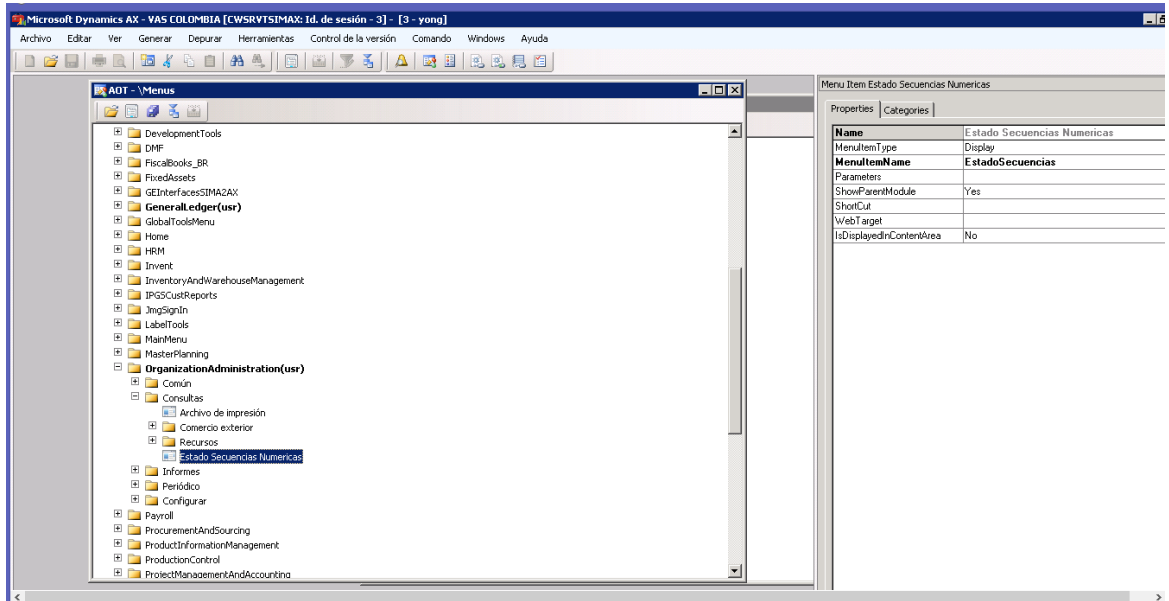 Microsoft Dynamics AX - VAS COLOMBIA [CWSRVTSIMAX: Id. de sesión - 3] - [3 - yong]
Archivo Editar Ver Generar Depurar Herramientas Control de la versión Comando Windows Ayuda
AOT - \Menus
DevelopmentTools
DMF
FiscalBooks_BR
FixedAssets
GEInterfacesSIMA2AX
GeneralLedger(usr)
GlobalToolsMenu
Home
HRM
Invent
InventoryAndWarehouseManagement
IPGSCustReports
JmgSignIn
LabelTools
MainMenu
MasterPlanning
OrganizationAdministration(usr)
Común
Consultas
Archivo de impresión
Comercio exterior
Recursos
Estado Secuencias Numericas
Informes
Periódico
Configurar
Payroll
ProcurementAndSourcing
ProductInformationManagement
ProductionControl
ProjectManagementAndAccounting
Menu Item Estado Secuencias Numericas
Properties Categories
Name Estado Secuencias Numericas
MenuItemType Display
MenuItemName EstadoSecuencias
Parameters
ShowParentModule Yes
ShortCut
WebTarget
IsDisplayedInContentArea No